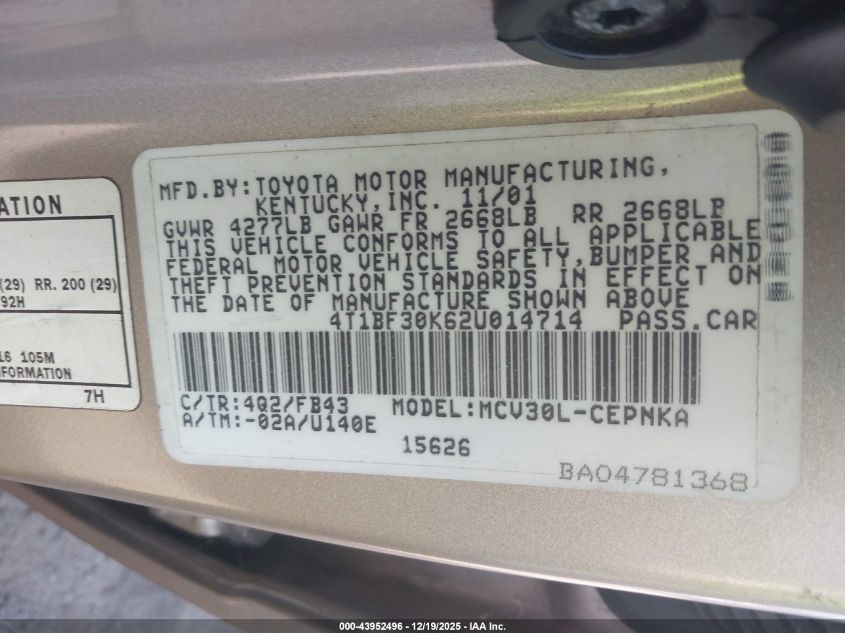 ATION
(29) RR. 200 (29)
92H
16 105M
FORMATION
7H
MFD.BY:TOYOTA MOTOR MANUFACTURING,
KENTUCKY,INC. 11/01
GVWR 4277LB GAWR FR 2668LB RR 2668LB
THIS VEHICLE CONFORMS TO ALL APPLICABLE
FEDERAL MOTOR VEHICLE SAFETY,BUMPER AND
THEFT PREVENTION STANDARDS IN EFFECT ON
THE DATE OF MANUFACTURE SHOWN ABOVE
4T1BF30K62U014714 PASS.CAR
C/TR:4Q2/FB43 MODEL:MCV30L-CEPNKA
A/TM:-02A/U140E
15626
BA04781368
000-43952496 - 12/19/2025 - IAA Inc.